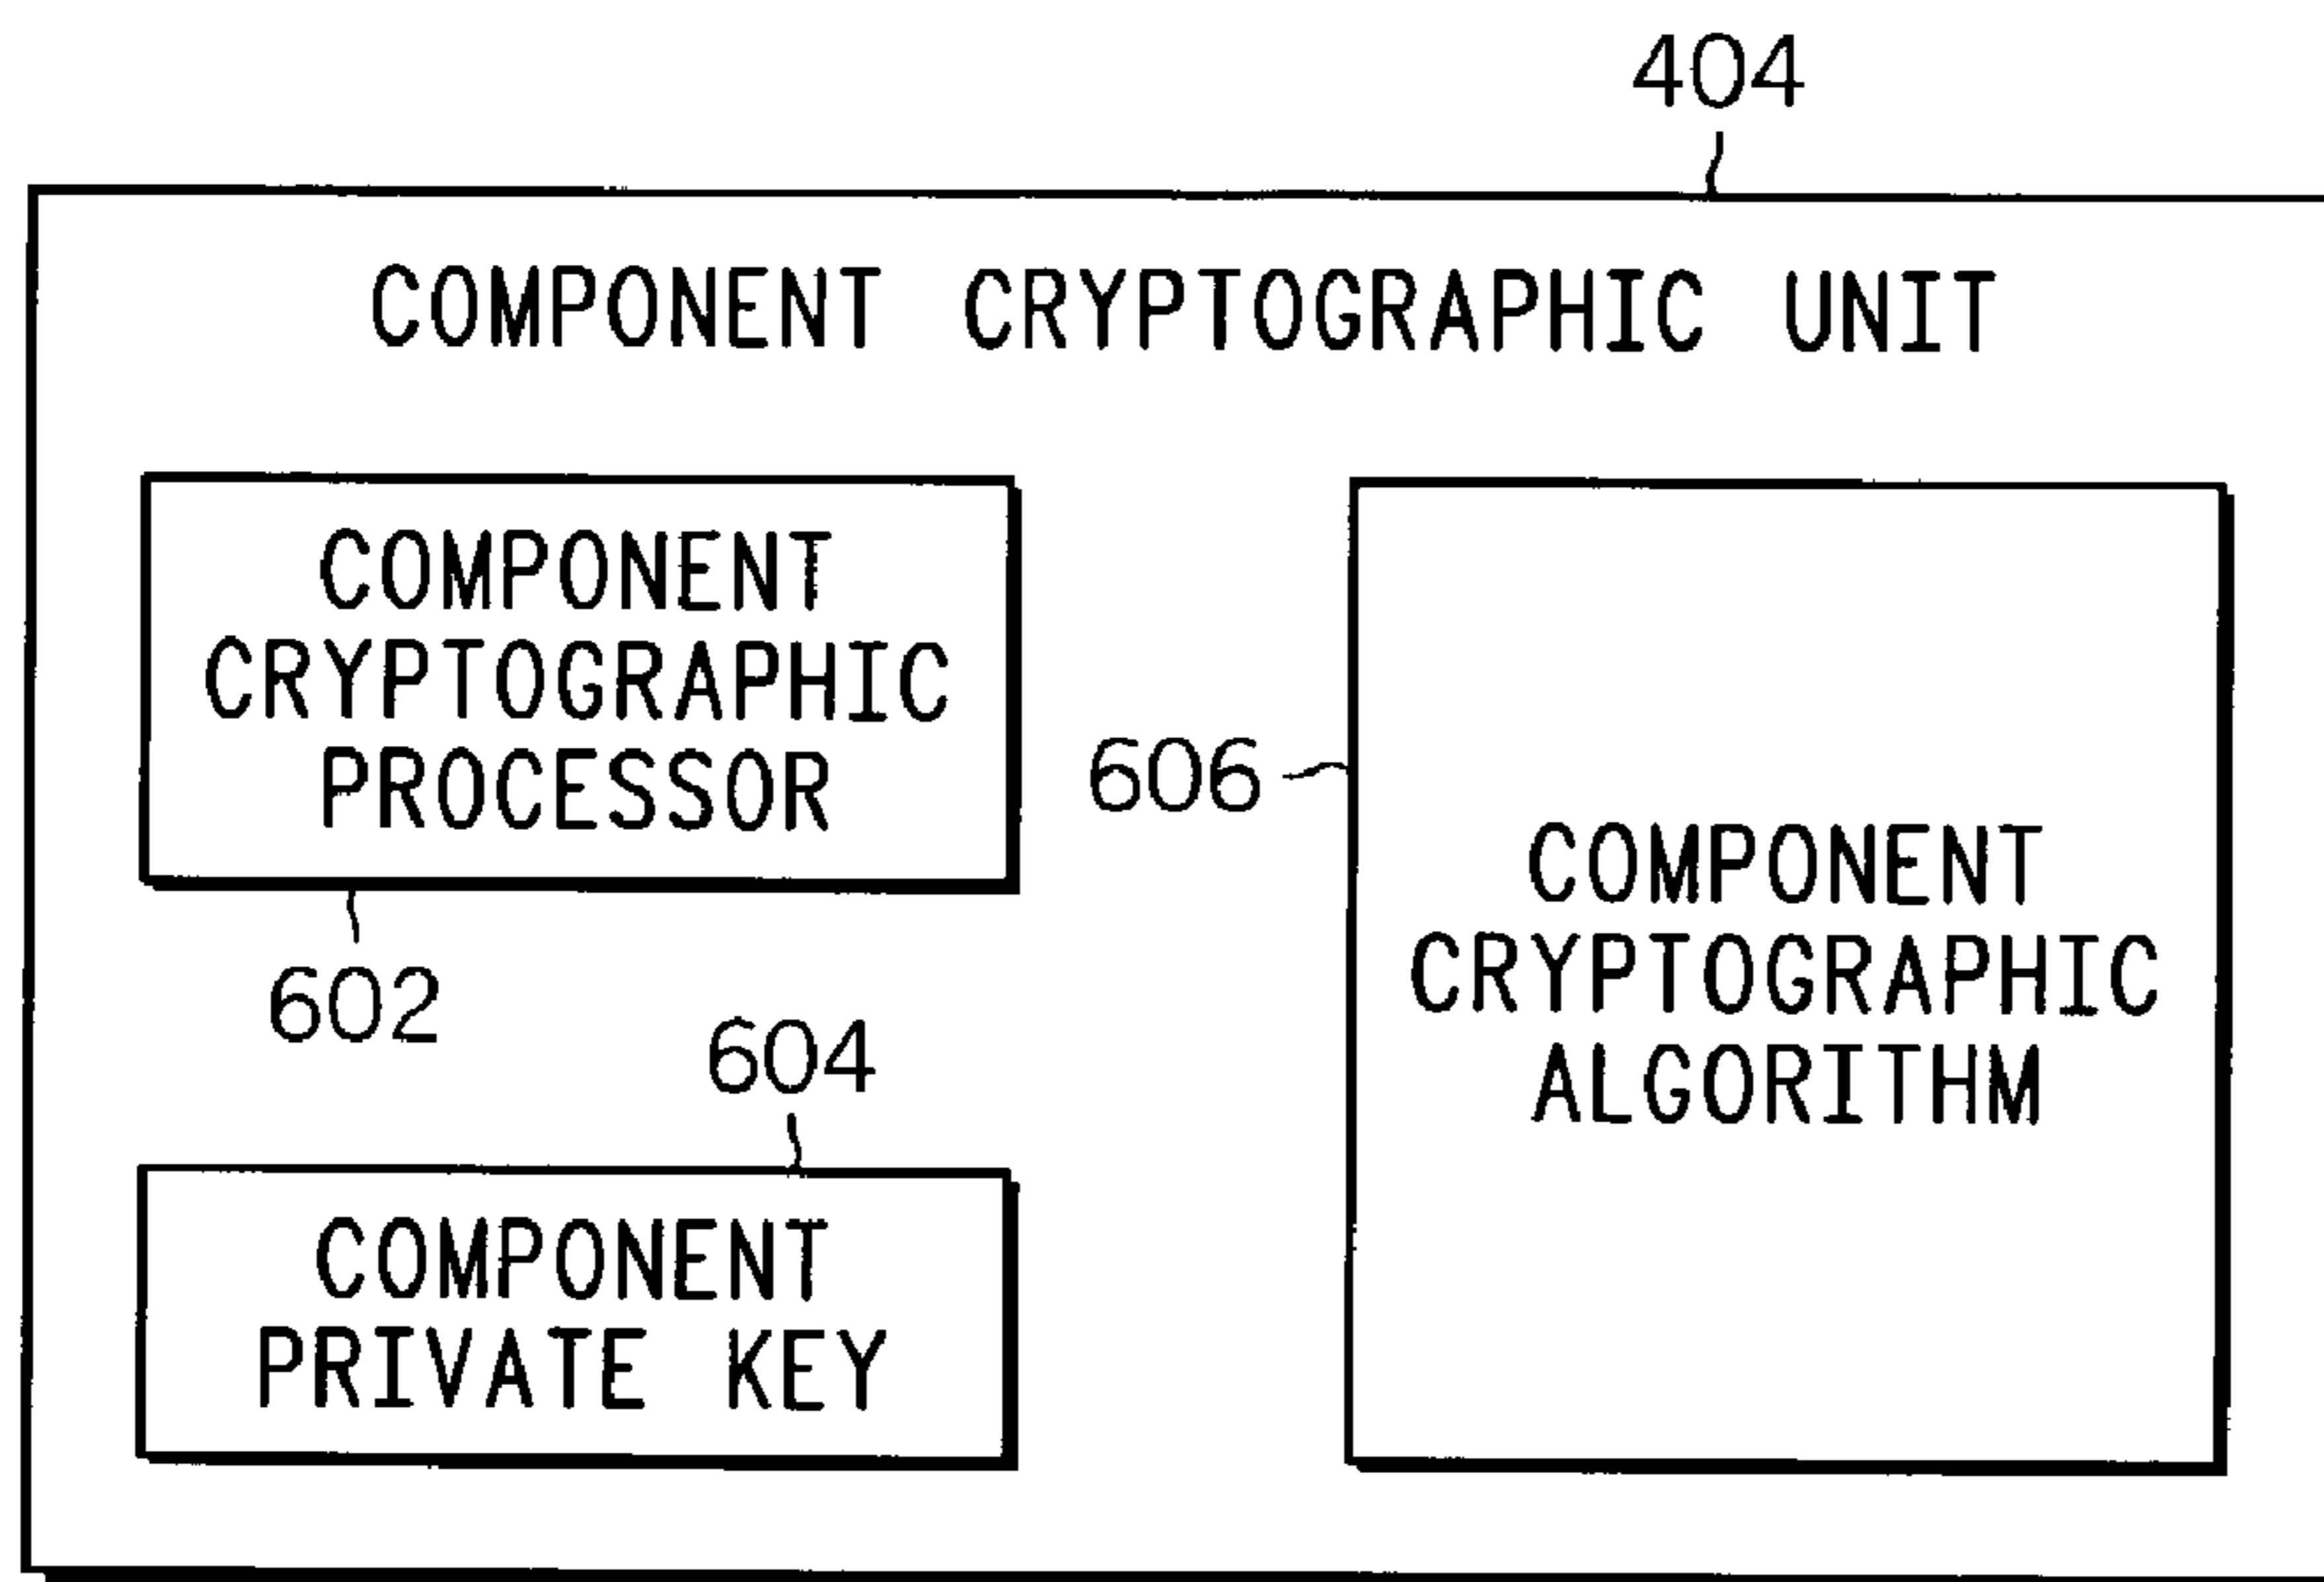 404
COMPONENT CRYPTOGRAPHIC UNIT
COMPONENT
CRYPTOGRAPHIC
PROCESSOR
602
604
COMPONENT
PRIVATE KEY
606
COMPONENT
CRYPTOGRAPHIC
ALGORITHM